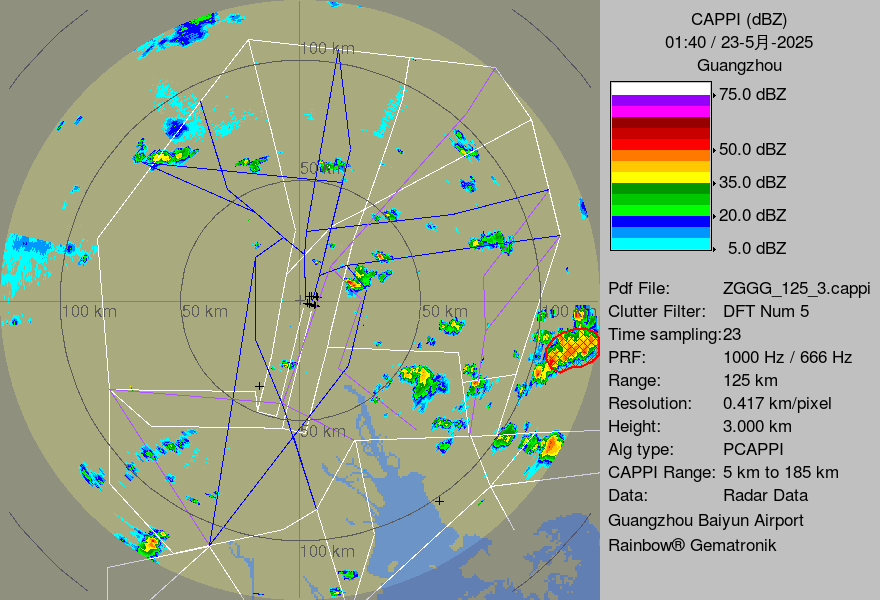 CAPPI (dBZ)
01:40 / 23-5月-2025
Guangzhou
75.0 dBZ
50.0 dBZ
35.0 dBZ
20.0 dBZ
5.0 dBZ
Pdf File: ZGGG_125_3.cappi
Clutter Filter: DFT Num 5
Time sampling:23
PRF: 1000 Hz / 666 Hz
Range: 125 km
Resolution: 0.417 km/pixel
Height: 3.000 km
Alg type: PCAPPI
CAPPI Range: 5 km to 185 km
Data: Radar Data
Guangzhou Baiyun Airport
Rainbow® Gematronik
100 km
50 km
100 km
50 km
50 km
100 km
50 km
100 km